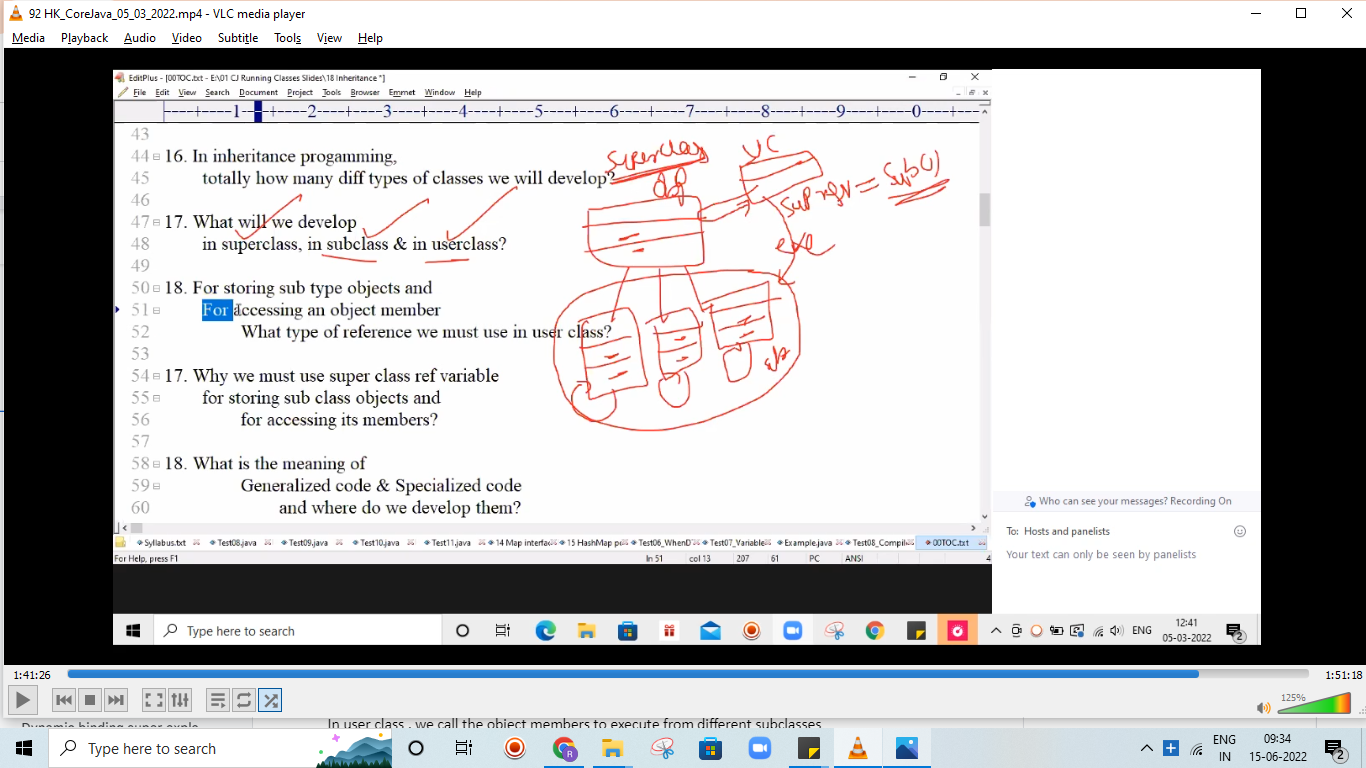 92 HK_CoreJava_05_03_2022.mp4 - VLC media player
Media Playback Audio Video Subtitle Tools View Help
EditPlus - [00TOC.txt - E:\01 CJ Running Classes Slides\18 Inheritance *]
File Edit View Search Document Project Tools Browser Emmet Window Help
----+----1----+----2----+----3----+----4----+----5----+----6----+----7----+----8----+----9----+----0----+---
43
44 16. In inheritance progamming,
45 totally how many diff types of classes we will develop?
46
47 17. What will we develop
48 in superclass, in subclass & in userclass?
49
50 18. For storing sub type objects and
51 For accessing an object member
52 What type of reference we must use in user class?
53
54 17. Why we must use super class ref variable
55 for storing sub class objects and
56 for accessing its members?
57
58 18. What is the meaning of
59 Generalized code & Specialized code
60 and where do we develop them?
superclass
UC
= Sub()
exe
Syllabus.txt Test08.java Test09.java Test10.java Test11.java 14 Map interfac 15 HashMap p Test06_WhenD Test07_Variable Example.java Test08_Compil 00TOC.txt
For Help, press F1 ln 51 col 13 207 61 PC ANSI 4
Who can see your messages? Recording On
To: Hosts and panelists
Your text can only be seen by panelists
Type here to search ENG 12:41 05-03-2022 2
1:41:26 1:51:18
125%
In user class , we call the object members to execute from different subclasses
Type here to search R ENG IN 09:34 15-06-2022 2